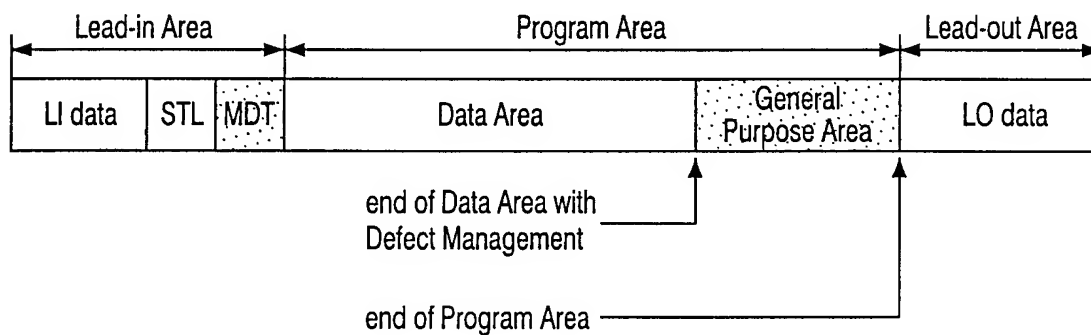 Lead-in Area
Program Area
Lead-out Area
LI data
STL
MDT
Data Area
General
Purpose Area
LO data
end of Data Area with
Defect Management
end of Program Area